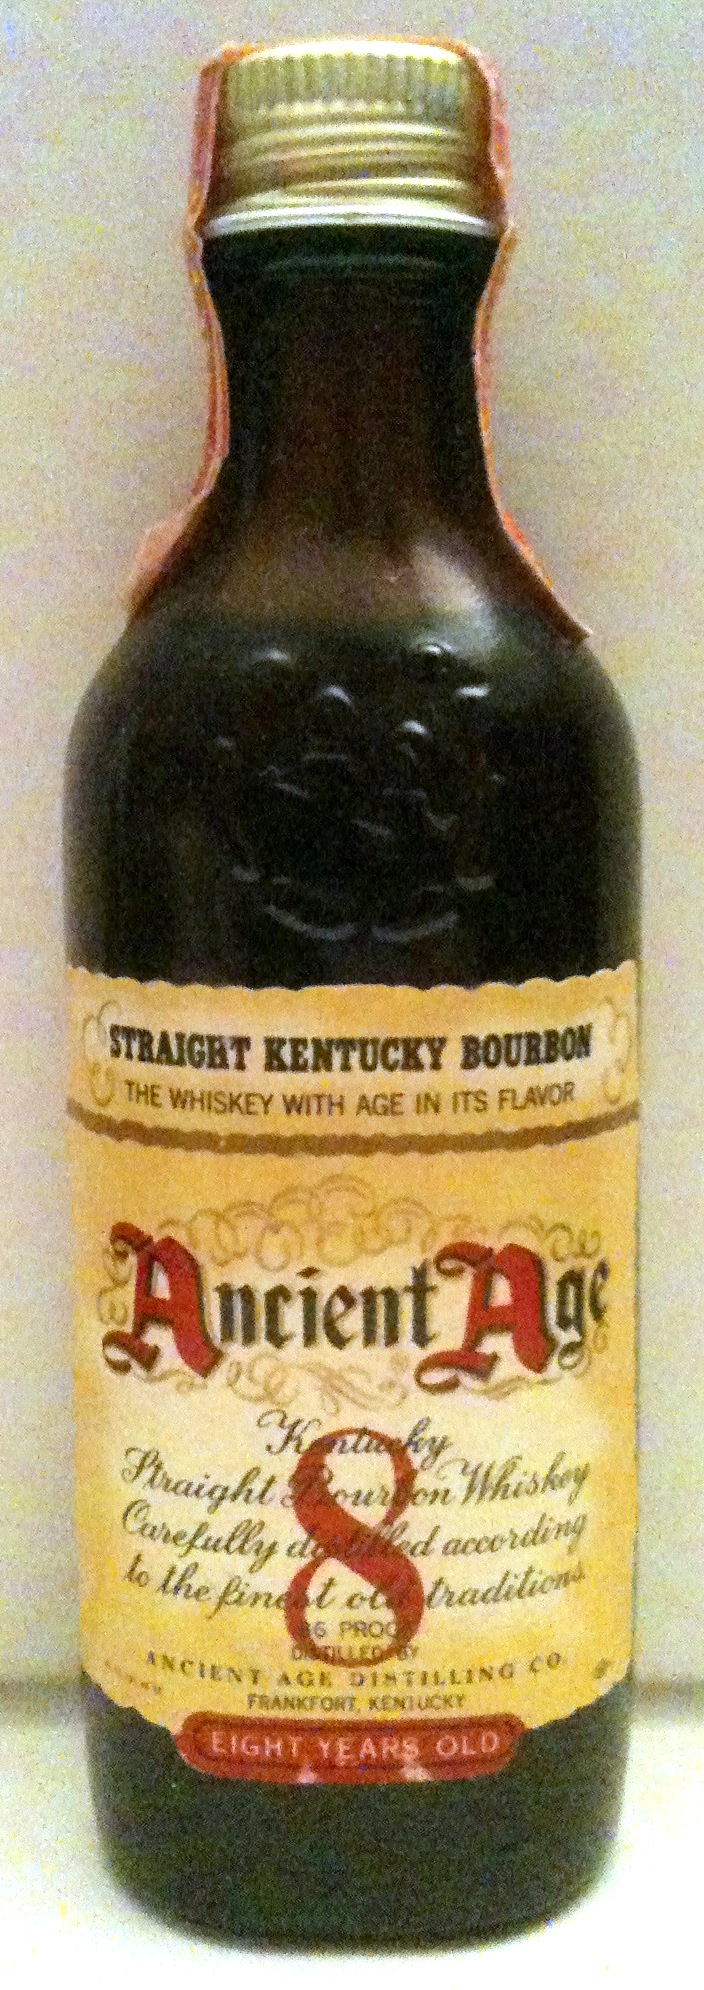 STRAIGHT KENTUCKY BOURBON
THE WHISKEY WITH AGE IN ITS FLAVOR
Ancient Age
8
Kentucky
Straight Bourbon Whiskey
Carefully distilled according
to the finest old traditions
86 PROOF
DISTILLED BY
ANCIENT AGE DISTILLING CO.
FRANKFORT, KENTUCKY
EIGHT YEARS OLD